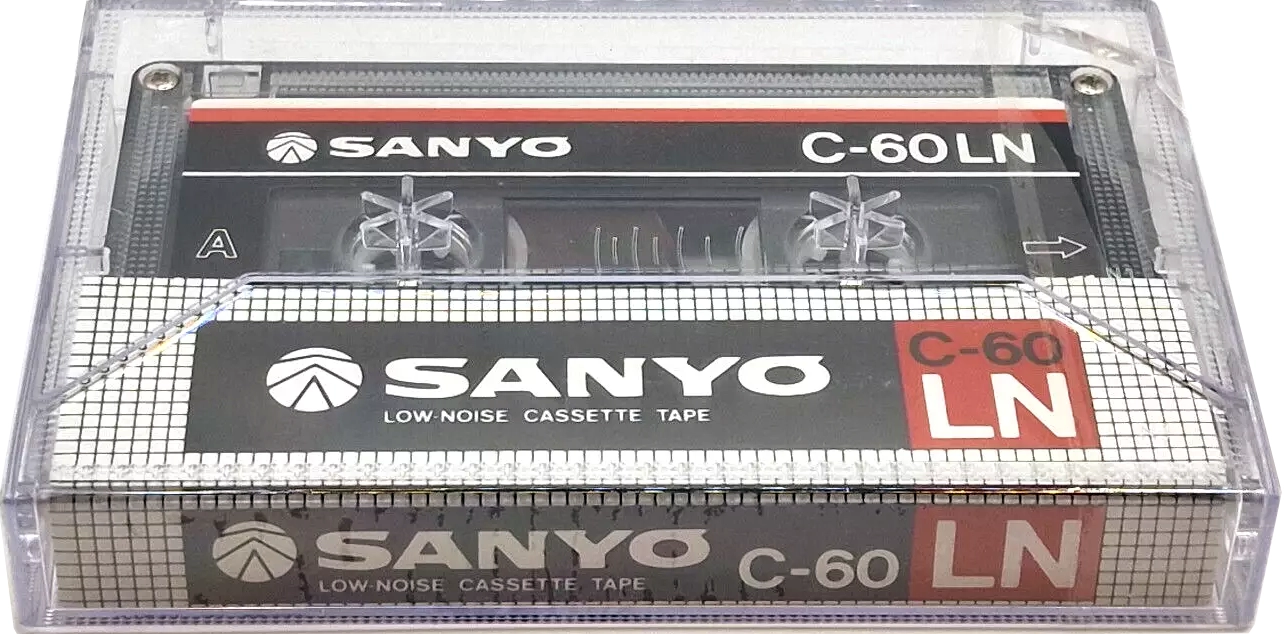 SANYO C-60LN
A
SANYO C-60
LOW-NOISE CASSETTE TAPE LN
SANYO C-60 LN
LOW-NOISE CASSETTE TAPE